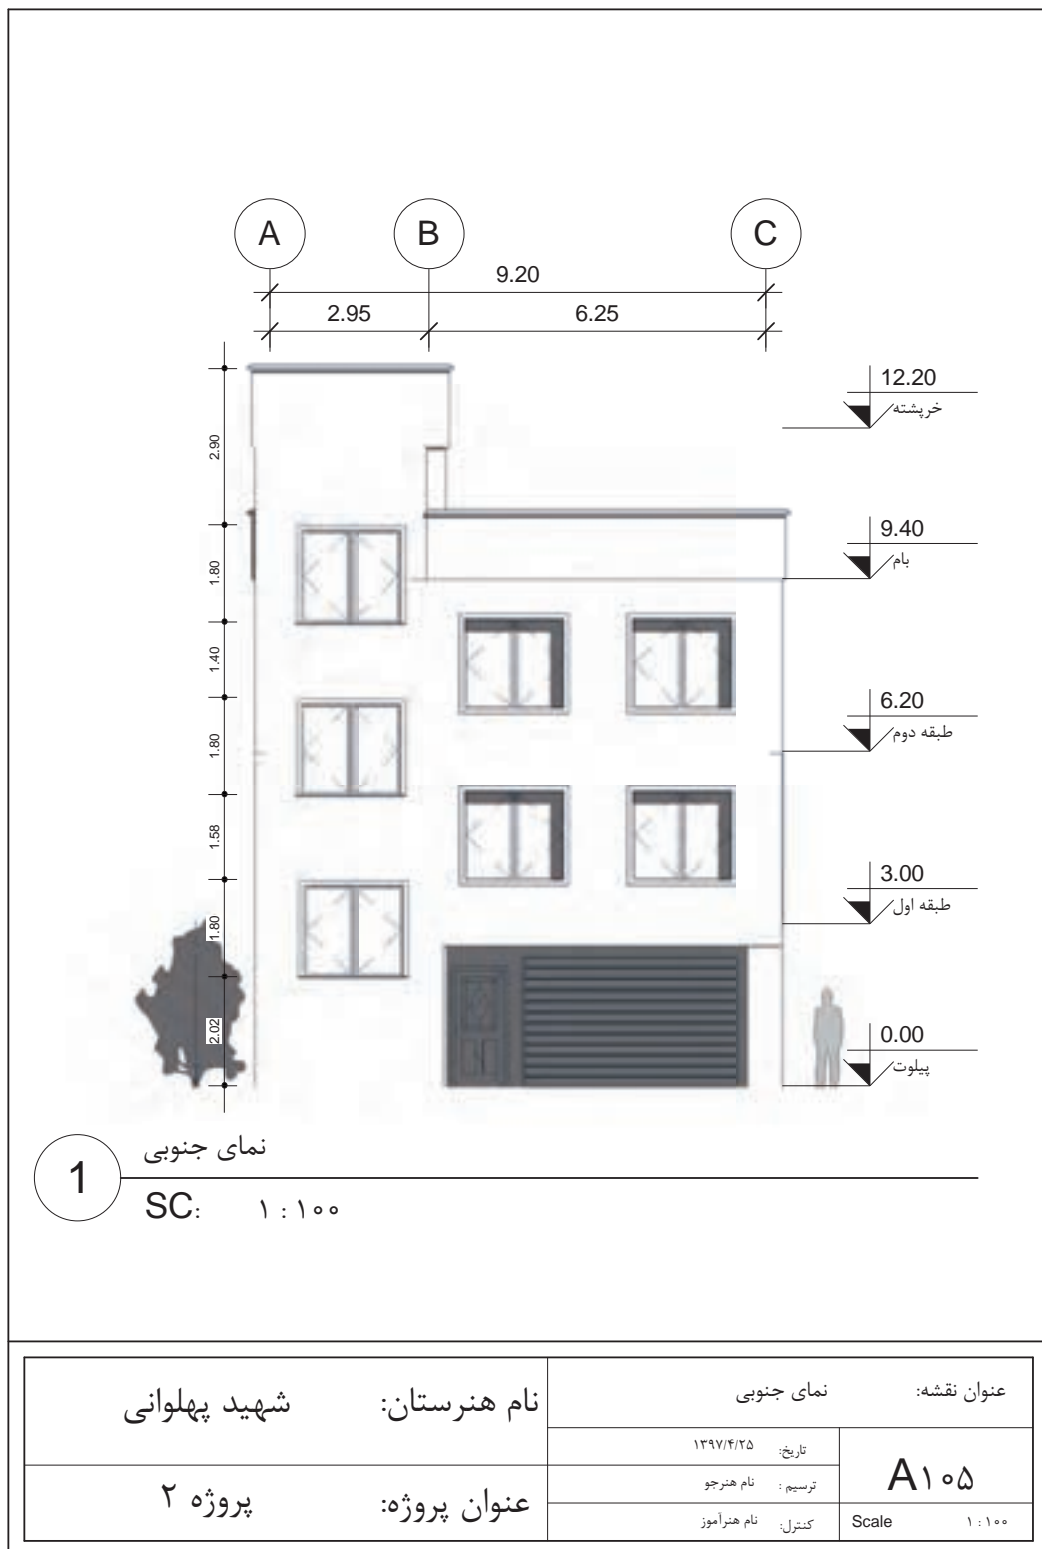 A B C
9.20
2.95 6.25
12.20
خرپشته
2.90
9.40
بام
1.80
1.40
6.20
طبقه دوم
1.80
1.58
3.00
طبقه اول
1.80
2.02
0.00
پیلوت
1
نمای جنوبی
SC: ۱ : ۱۰۰
عنوان نقشه: نمای جنوبی
نام هنرستان: شهید پهلوانی
تاریخ: ۱۳۹۷/۴/۲۵
A۱۰۵
ترسیم : نام هنرجو
عنوان پروژه: پروژه ۲
کنترل: نام هنرآموز
Scale ۱ : ۱۰۰